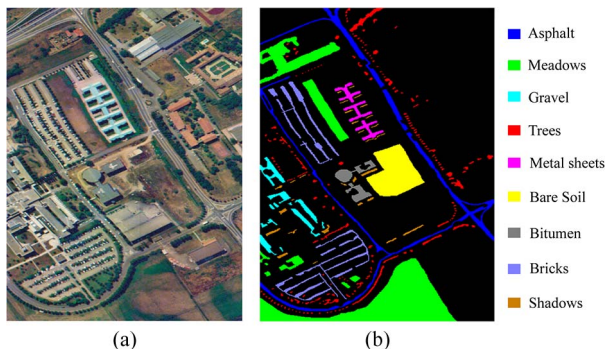 Asphalt
Meadows
Gravel
Trees
Metal sheets
Bare Soil
Bitumen
Bricks
Shadows
(a)
(b)